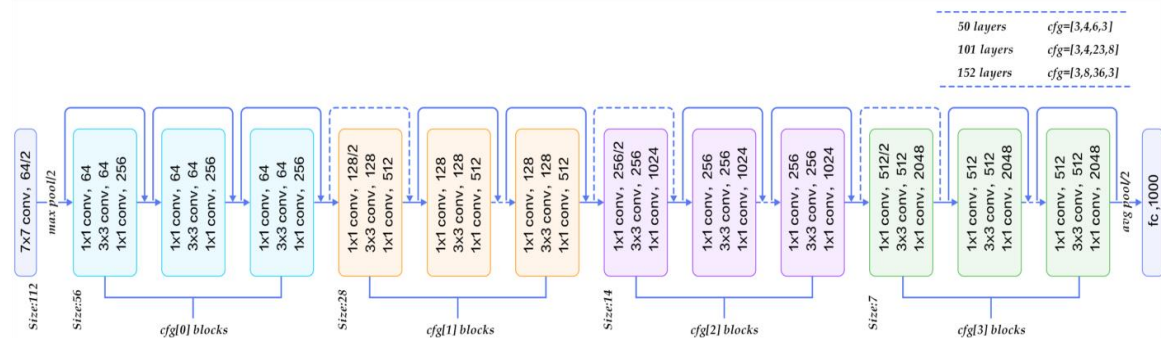 50 layers cfg=[3,4,6,3]
101 layers cfg=[3,4,23,8]
152 layers cfg=[3,8,36,3]
7x7 conv, 64/2
max pool/2
1x1 conv, 64
3x3 conv, 64
1x1 conv, 256
1x1 conv, 64
3x3 conv, 64
1x1 conv, 256
1x1 conv, 64
3x3 conv, 64
1x1 conv, 256
1x1 conv, 128/2
3x3 conv, 128
1x1 conv, 512
1x1 conv, 128
3x3 conv, 128
1x1 conv, 512
1x1 conv, 128
3x3 conv, 128
1x1 conv, 512
1x1 conv, 256/2
3x3 conv, 256
1x1 conv, 1024
1x1 conv, 256
3x3 conv, 256
1x1 conv, 1024
1x1 conv, 256
3x3 conv, 256
1x1 conv, 1024
1x1 conv, 512/2
3x3 conv, 512
1x1 conv, 2048
1x1 conv, 512
3x3 conv, 512
1x1 conv, 2048
1x1 conv, 512
3x3 conv, 512
1x1 conv, 2048
avg pool/2
fc ,1000
Size:112
Size:56
Size:28
Size:14
Size:7
cfg[0] blocks
cfg[1] blocks
cfg[2] blocks
cfg[3] blocks